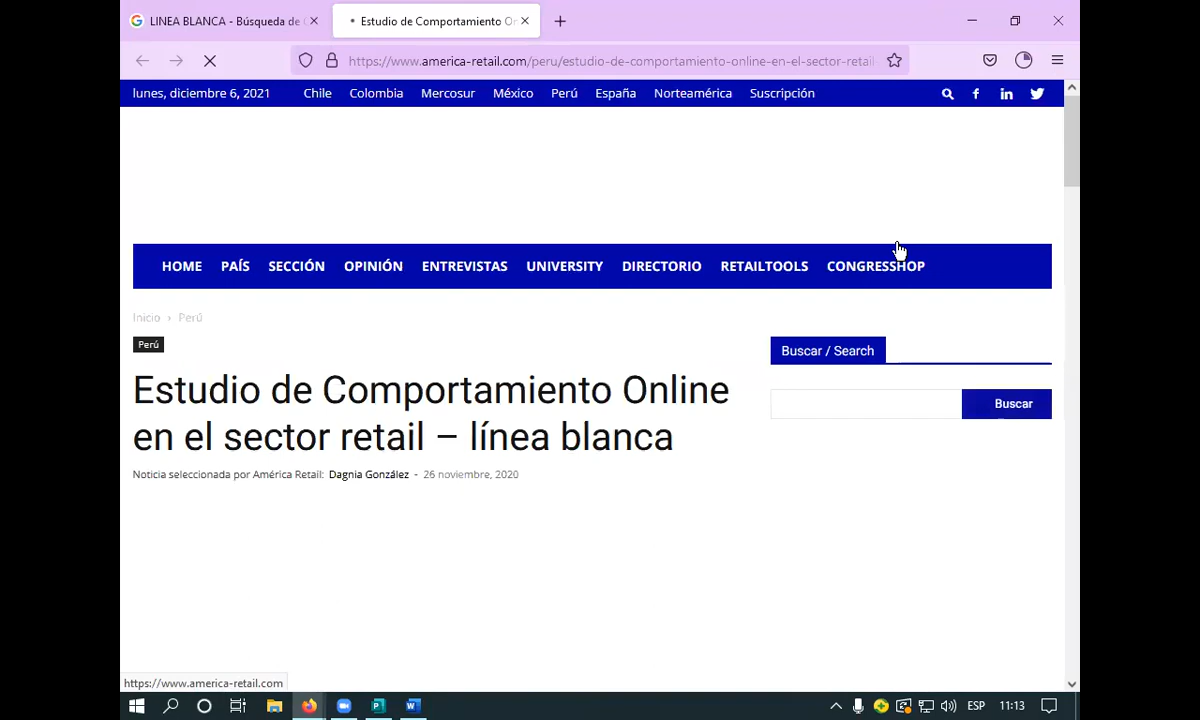 LINEA BLANCA - Búsqueda de
Estudio de Comportamiento On
https://www.america-retail.com/peru/estudio-de-comportamiento-online-en-el-sector-retail
lunes, diciembre 6, 2021 Chile Colombia Mercosur México Perú España Norteamérica Suscripción
HOME PAÍS SECCIÓN OPINIÓN ENTREVISTAS UNIVERSITY DIRECTORIO RETAILTOOLS CONGRESSHOP
Inicio › Perú
Perú
Buscar / Search
Estudio de Comportamiento Online
en el sector retail – línea blanca
Buscar
Noticia seleccionada por América Retail: Dagnia González - 26 noviembre, 2020
https://www.america-retail.com
ESP 11:13